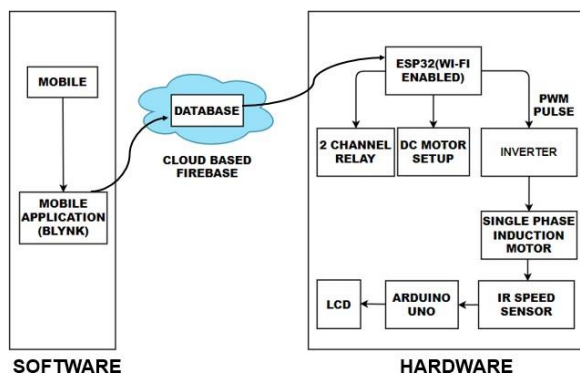 MOBILE
MOBILE
APPLICATION
(BLYNK)
SOFTWARE
DATABASE
CLOUD BASED
FIREBASE
ESP32(WI-FI
ENABLED)
PWM
PULSE
2 CHANNEL
RELAY
DC MOTOR
SETUP
INVERTER
SINGLE PHASE
INDUCTION
MOTOR
LCD
ARDUINO
UNO
IR SPEED
SENSOR
HARDWARE